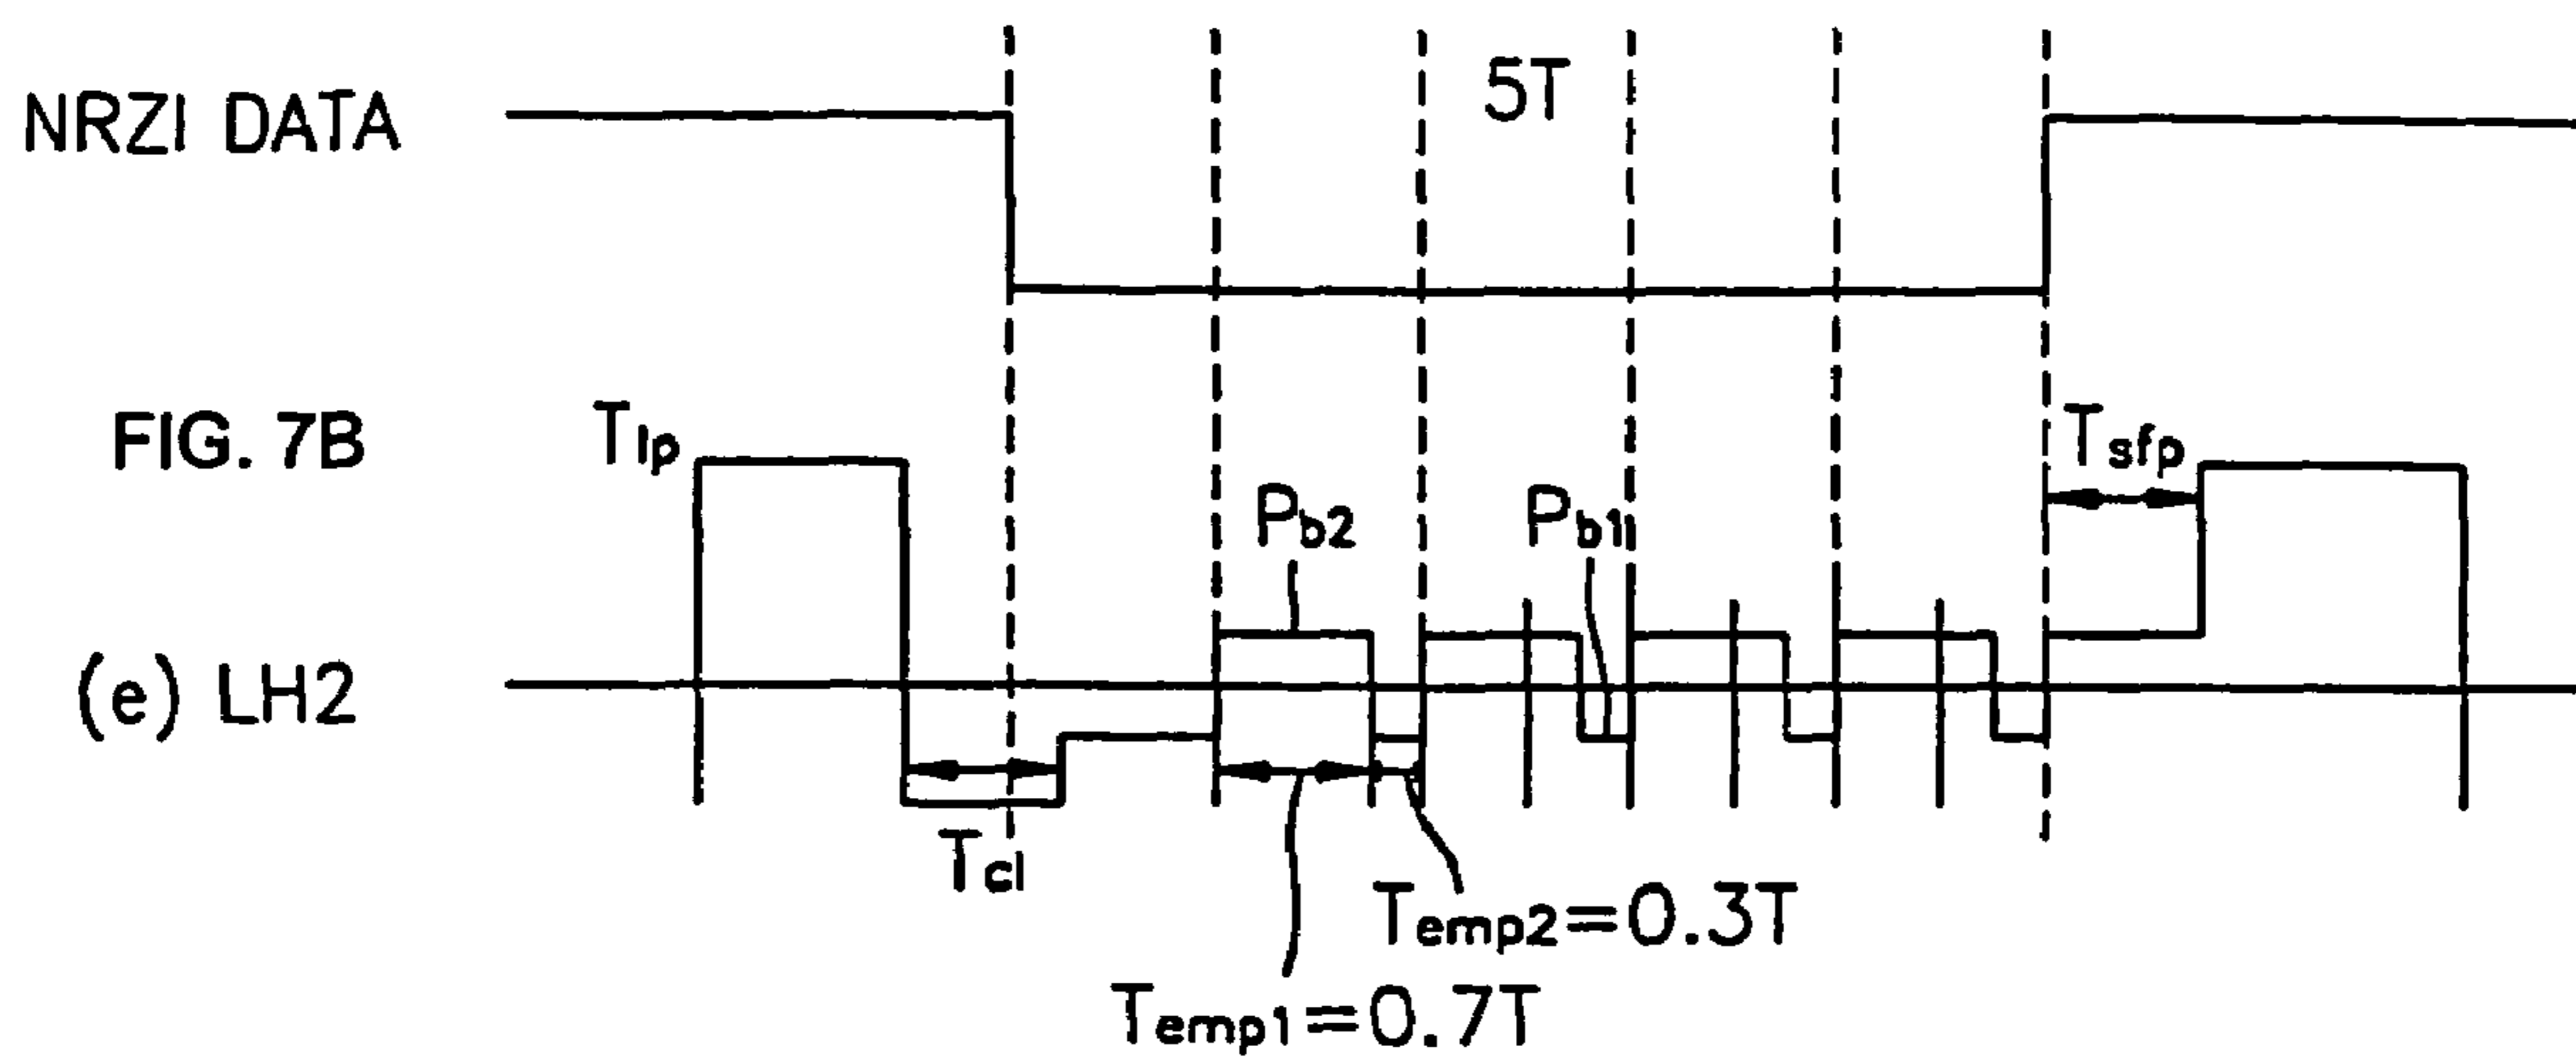 NRZI DATA
5T
FIG. 7B
Tlp
Tsfp
Pb2
Pb1
(e) LH2
Tcl
Temp2=0.3T
Temp1=0.7T